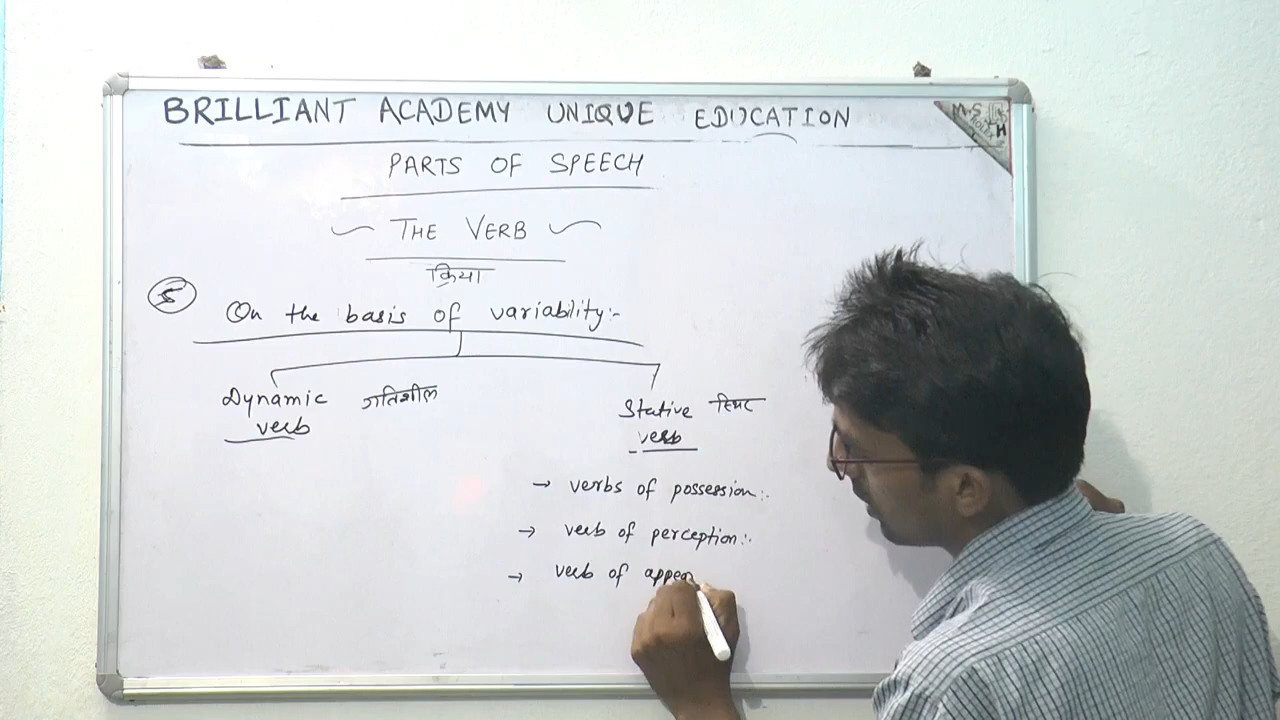 BRILLIANT ACADEMY UNIQUE EDUCATION
PARTS OF SPEECH
THE VERB
क्रिया
5 On the basis of variability:-
Dynamic गतिशील
verb
Stative स्थिर
verb
→ verbs of possession:-
→ verb of perception:-
→ verb of appea